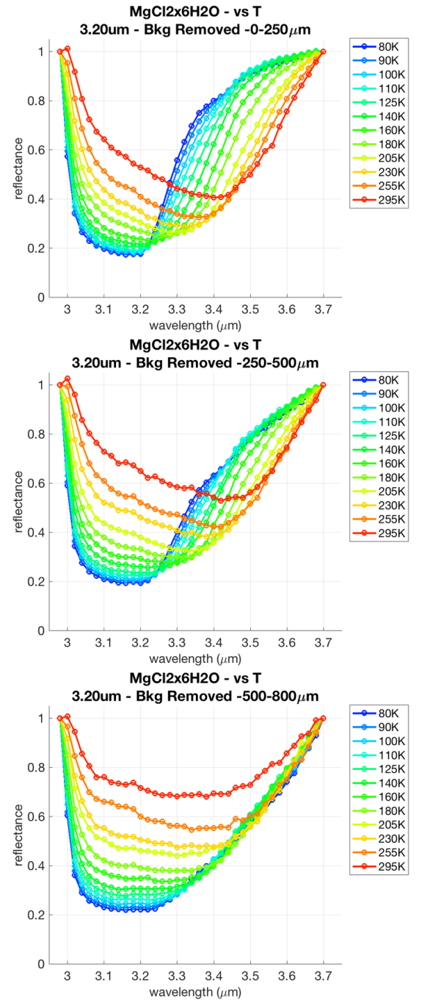 MgCl2x6H2O - vs T
3.20um - Bkg Removed -0-250μm
1
0.8
0.6
0.4
0.2
0
reflectance
3 3.1 3.2 3.3 3.4 3.5 3.6 3.7
wavelength (μm)
80K
90K
100K
110K
125K
140K
160K
180K
205K
230K
255K
295K
MgCl2x6H2O - vs T
3.20um - Bkg Removed -250-500μm
1
0.8
0.6
0.4
0.2
0
reflectance
3 3.1 3.2 3.3 3.4 3.5 3.6 3.7
wavelength (μm)
80K
90K
100K
110K
125K
140K
160K
180K
205K
230K
255K
295K
MgCl2x6H2O - vs T
3.20um - Bkg Removed -500-800μm
1
0.8
0.6
0.4
0.2
0
reflectance
3 3.1 3.2 3.3 3.4 3.5 3.6 3.7
wavelength (μm)
80K
90K
100K
110K
125K
140K
160K
180K
205K
230K
255K
295K